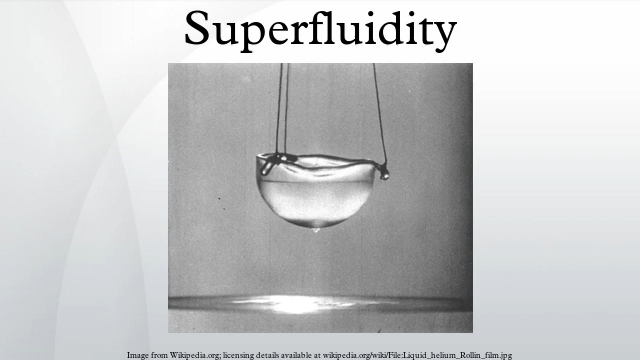 Superfluidity
Image from Wikipedia.org; licensing details available at wikipedia.org/wiki/File:Liquid_helium_Rollin_film.jpg